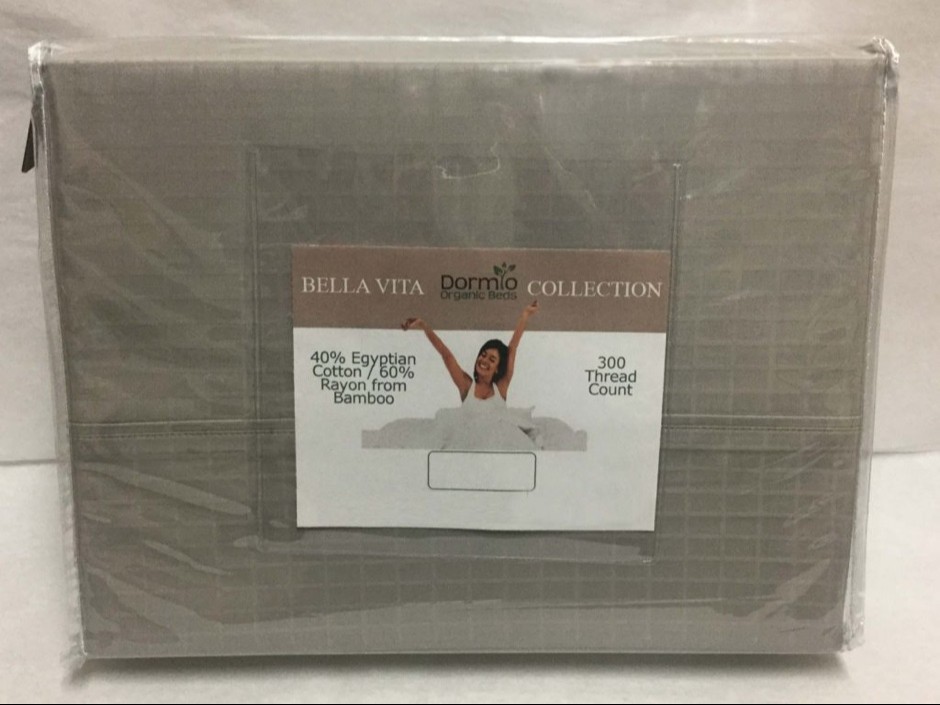 BELLA VITA Dormio COLLECTION
Organic Beds
40% Egyptian
Cotton / 60%
Rayon from
Bamboo
300
Thread
Count